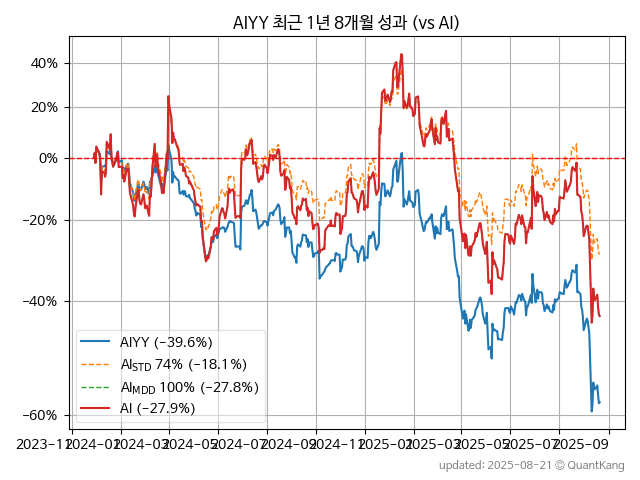 AIYY 최근 1년 8개월 성과 (vs AI)
40%
20%
0%
−20%
−40%
−60%
AIYY (−39.6%)
AISTD 74% (−18.1%)
AIMDD 100% (−27.8%)
AI (−27.9%)
2023-11 2024-01 2024-03 2024-05 2024-07 2024-09 2024-11 2025-01 2025-03 2025-05 2025-07 2025-09
updated: 2025-08-21 © QuantKang